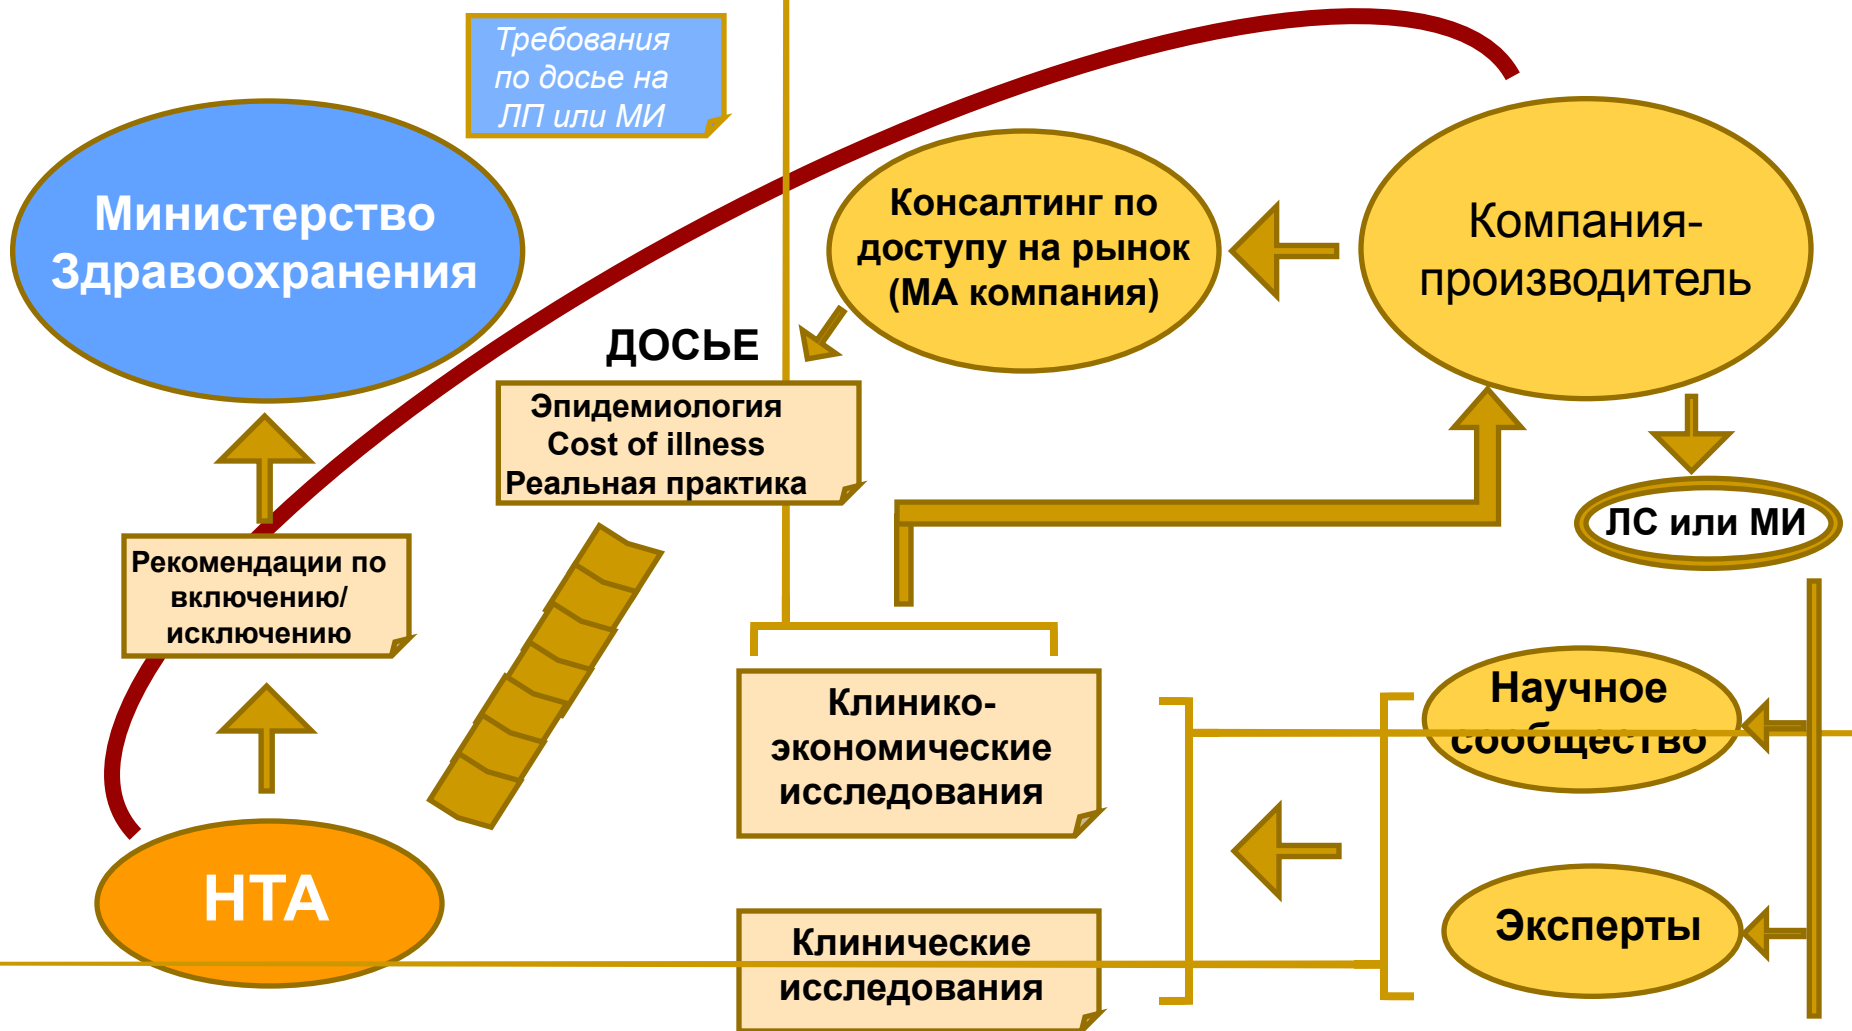 Требования
по досье на
ЛП или МИ
Министерство
Здравоохранения
Консалтинг по
доступу на рынок
(МА компания)
Компания-
производитель
ДОСЬЕ
Эпидемиология
Cost of illness
Реальная практика
ЛС или МИ
Рекомендации по
включению/
исключению
Клинико-
экономические
исследования
Научное
сообщество
НТА
Клинические
исследования
Эксперты